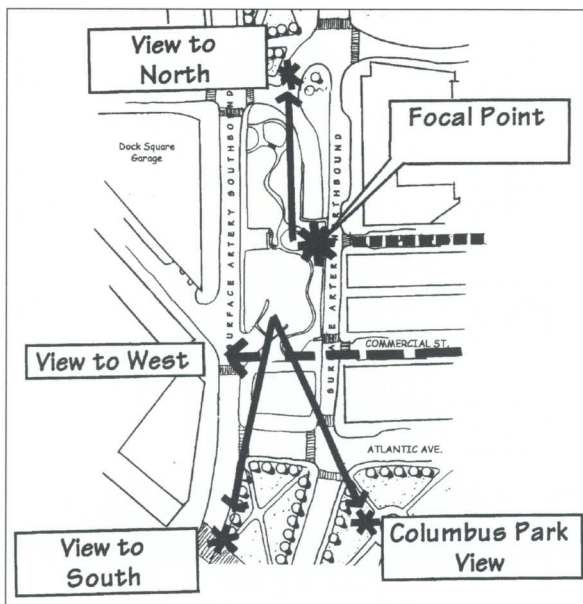 View to
North
Focal Point
Dock Square
Garage
SURFACE ARTERY SOUTHBOUND
SURFACE ARTERY NORTHBOUND
View to West
COMMERCIAL ST.
ATLANTIC AVE.
View to
South
Columbus Park
View